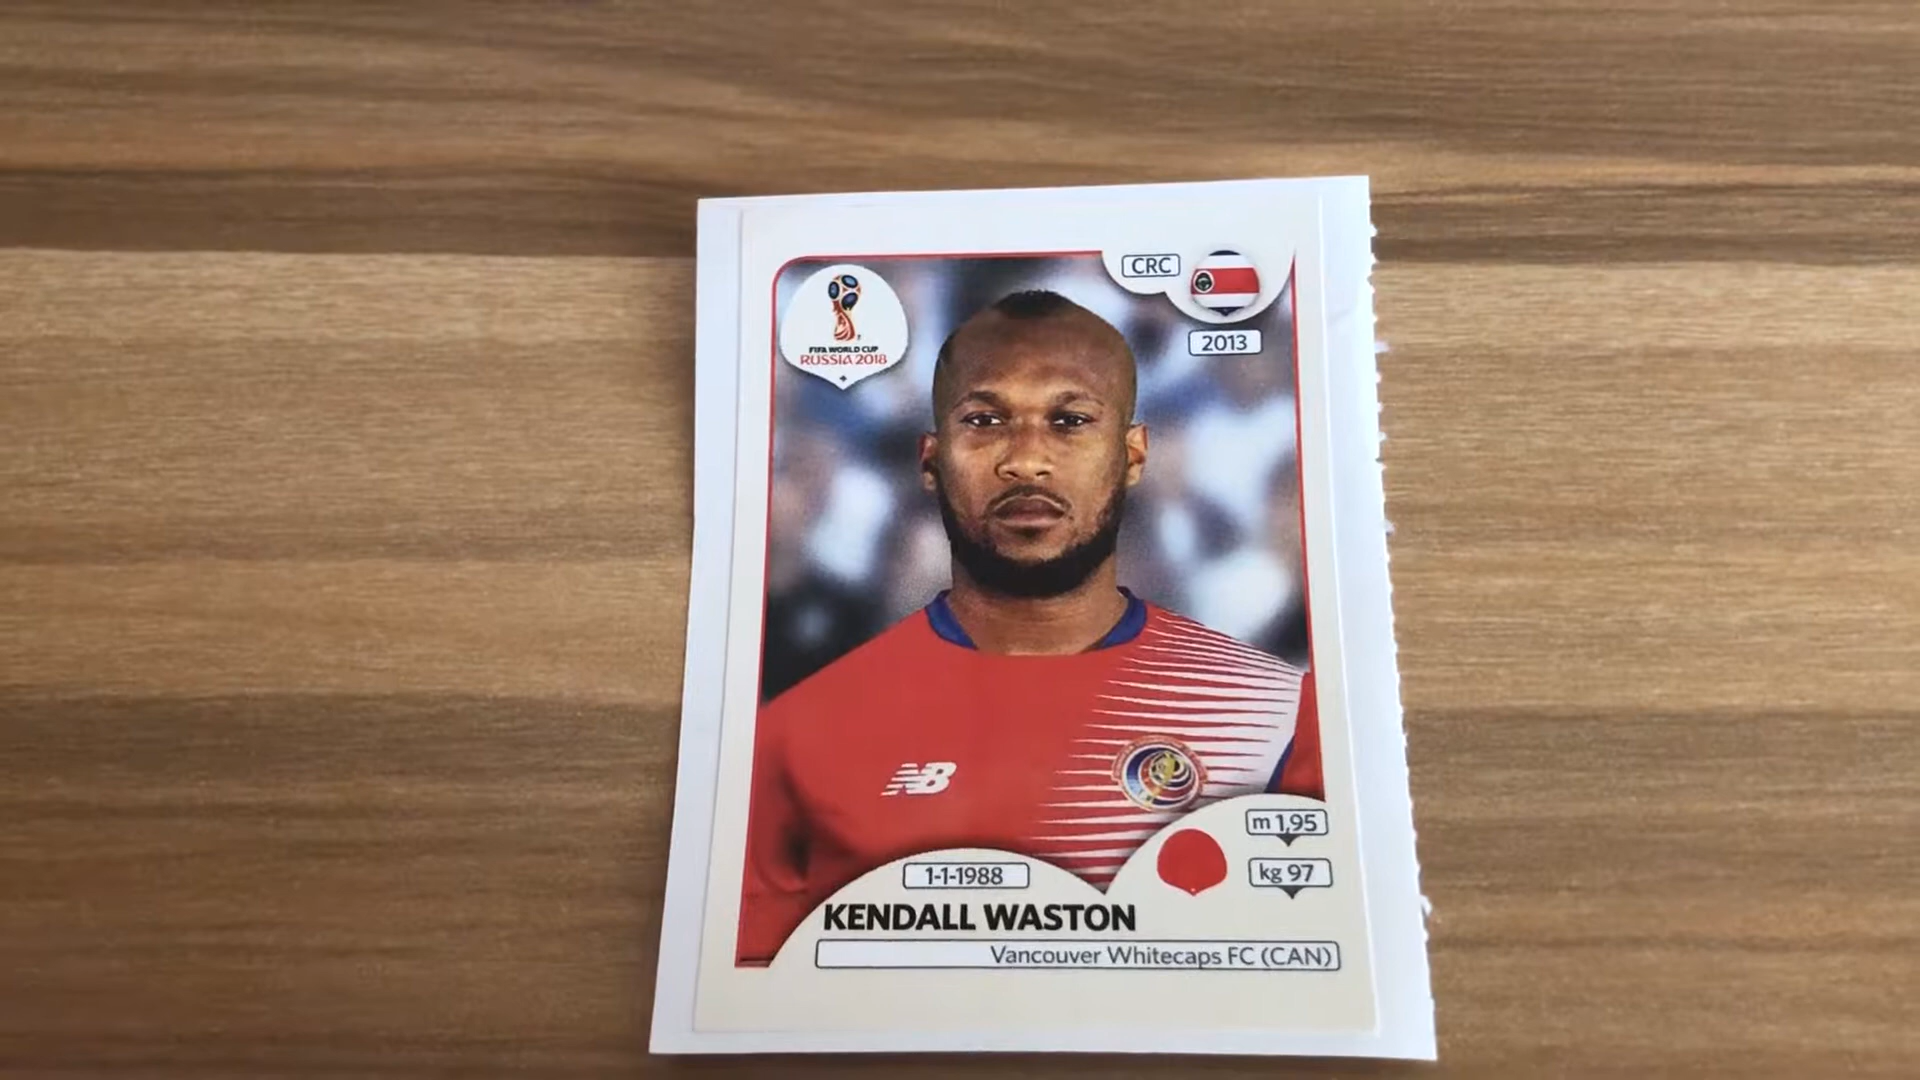 CRC
FIFA WORLD CUP
RUSSIA 2018
2013
NB
m 1,95
kg 97
1-1-1988
KENDALL WASTON
Vancouver Whitecaps FC (CAN)